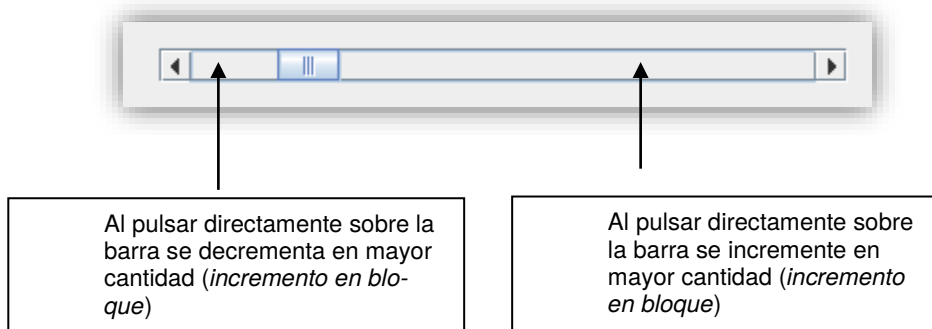 Al pulsar directamente sobre la
barra se decrementa en mayor
cantidad (incremento en blo-
que)
Al pulsar directamente sobre
la barra se incremente en
mayor cantidad (incremento
en bloque)